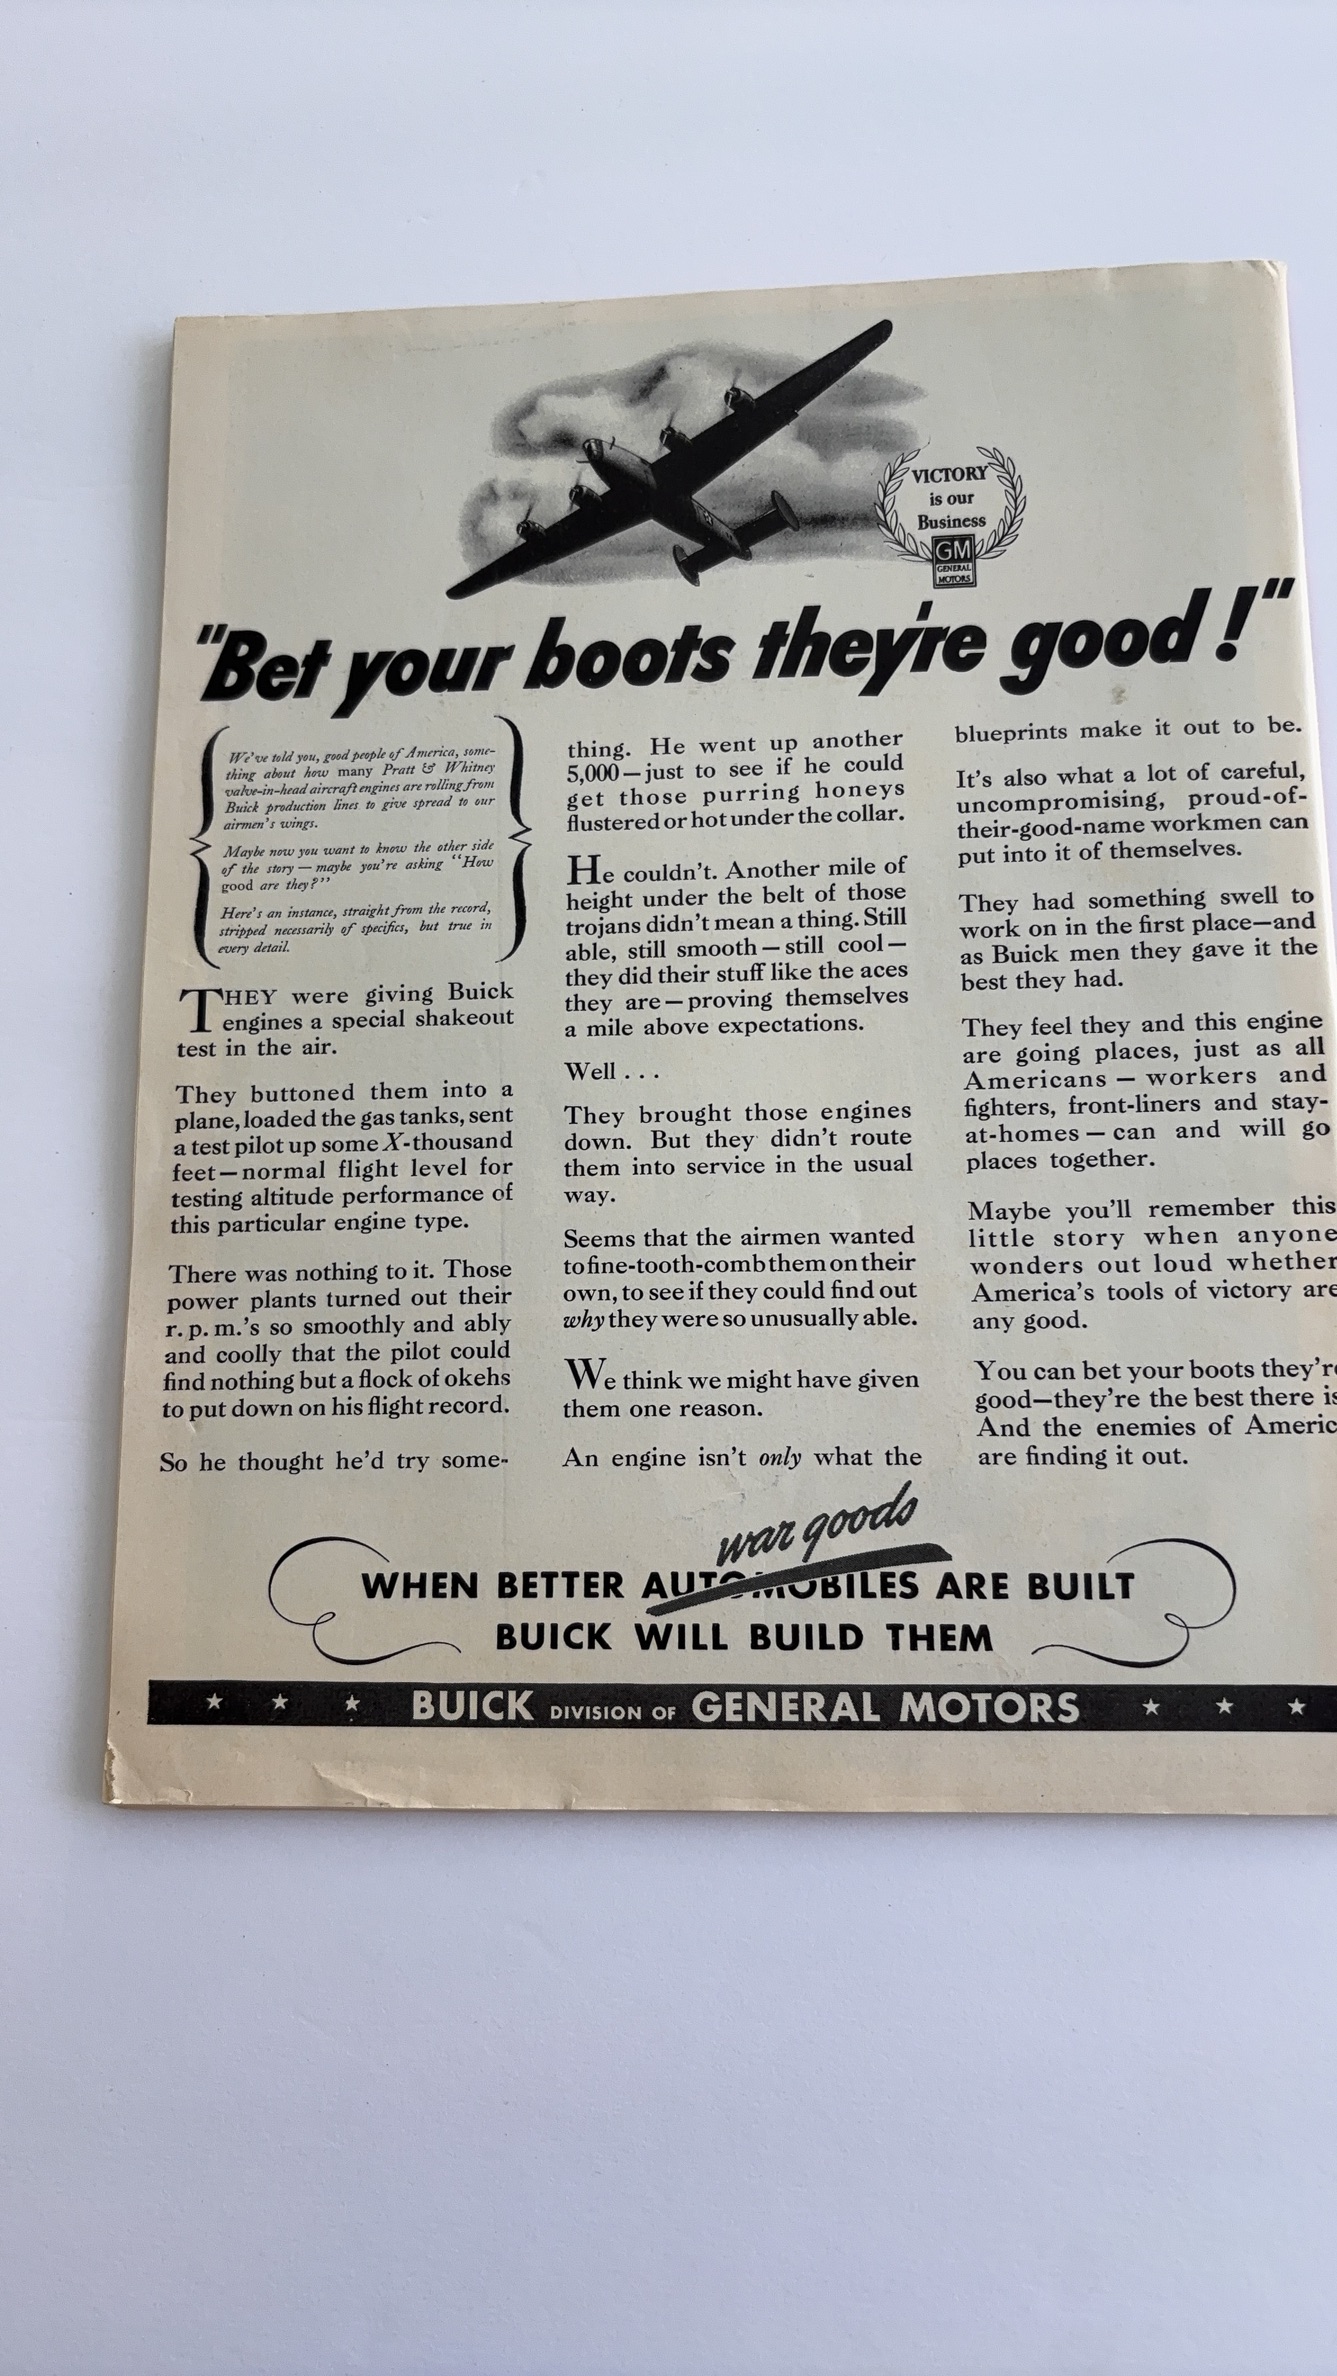 VICTORY
is our
Business
GM
GENERAL
MOTORS
"Bet your boots they're good!"
We've told you, good people of America, some-
thing about how many Pratt & Whitney
valve-in-head aircraft engines are rolling from
Buick production lines to give spread to our
airmen's wings.
Maybe now you want to know the other side
of the story — maybe you're asking "How
good are they?"
Here's an instance, straight from the record,
stripped necessarily of specifics, but true in
every detail.
THEY were giving Buick
engines a special shakeout
test in the air.
They buttoned them into a
plane, loaded the gas tanks, sent
a test pilot up some X-thousand
feet—normal flight level for
testing altitude performance of
this particular engine type.
There was nothing to it. Those
power plants turned out their
r. p. m.'s so smoothly and ably
and coolly that the pilot could
find nothing but a flock of okehs
to put down on his flight record.
So he thought he'd try some-
thing. He went up another
5,000—just to see if he could
get those purring honeys
flustered or hot under the collar.
He couldn't. Another mile of
height under the belt of those
trojans didn't mean a thing. Still
able, still smooth — still cool—
they did their stuff like the aces
they are — proving themselves
a mile above expectations.
Well . . .
They brought those engines
down. But they didn't route
them into service in the usual
way.
Seems that the airmen wanted
to fine-tooth-comb them on their
own, to see if they could find out
why they were so unusually able.
We think we might have given
them one reason.
An engine isn't only what the
blueprints make it out to be.
It's also what a lot of careful,
uncompromising, proud-of-
their-good-name workmen can
put into it of themselves.
They had something swell to
work on in the first place—and
as Buick men they gave it the
best they had.
They feel they and this engine
are going places, just as all
Americans — workers and
fighters, front-liners and stay-
at-homes — can and will go
places together.
Maybe you'll remember this
little story when anyone
wonders out loud whether
America's tools of victory are
any good.
You can bet your boots they're
good—they're the best there is
And the enemies of Americ
are finding it out.
war goods
WHEN BETTER AUTOMOBILES ARE BUILT
BUICK WILL BUILD THEM
BUICK DIVISION OF GENERAL MOTORS